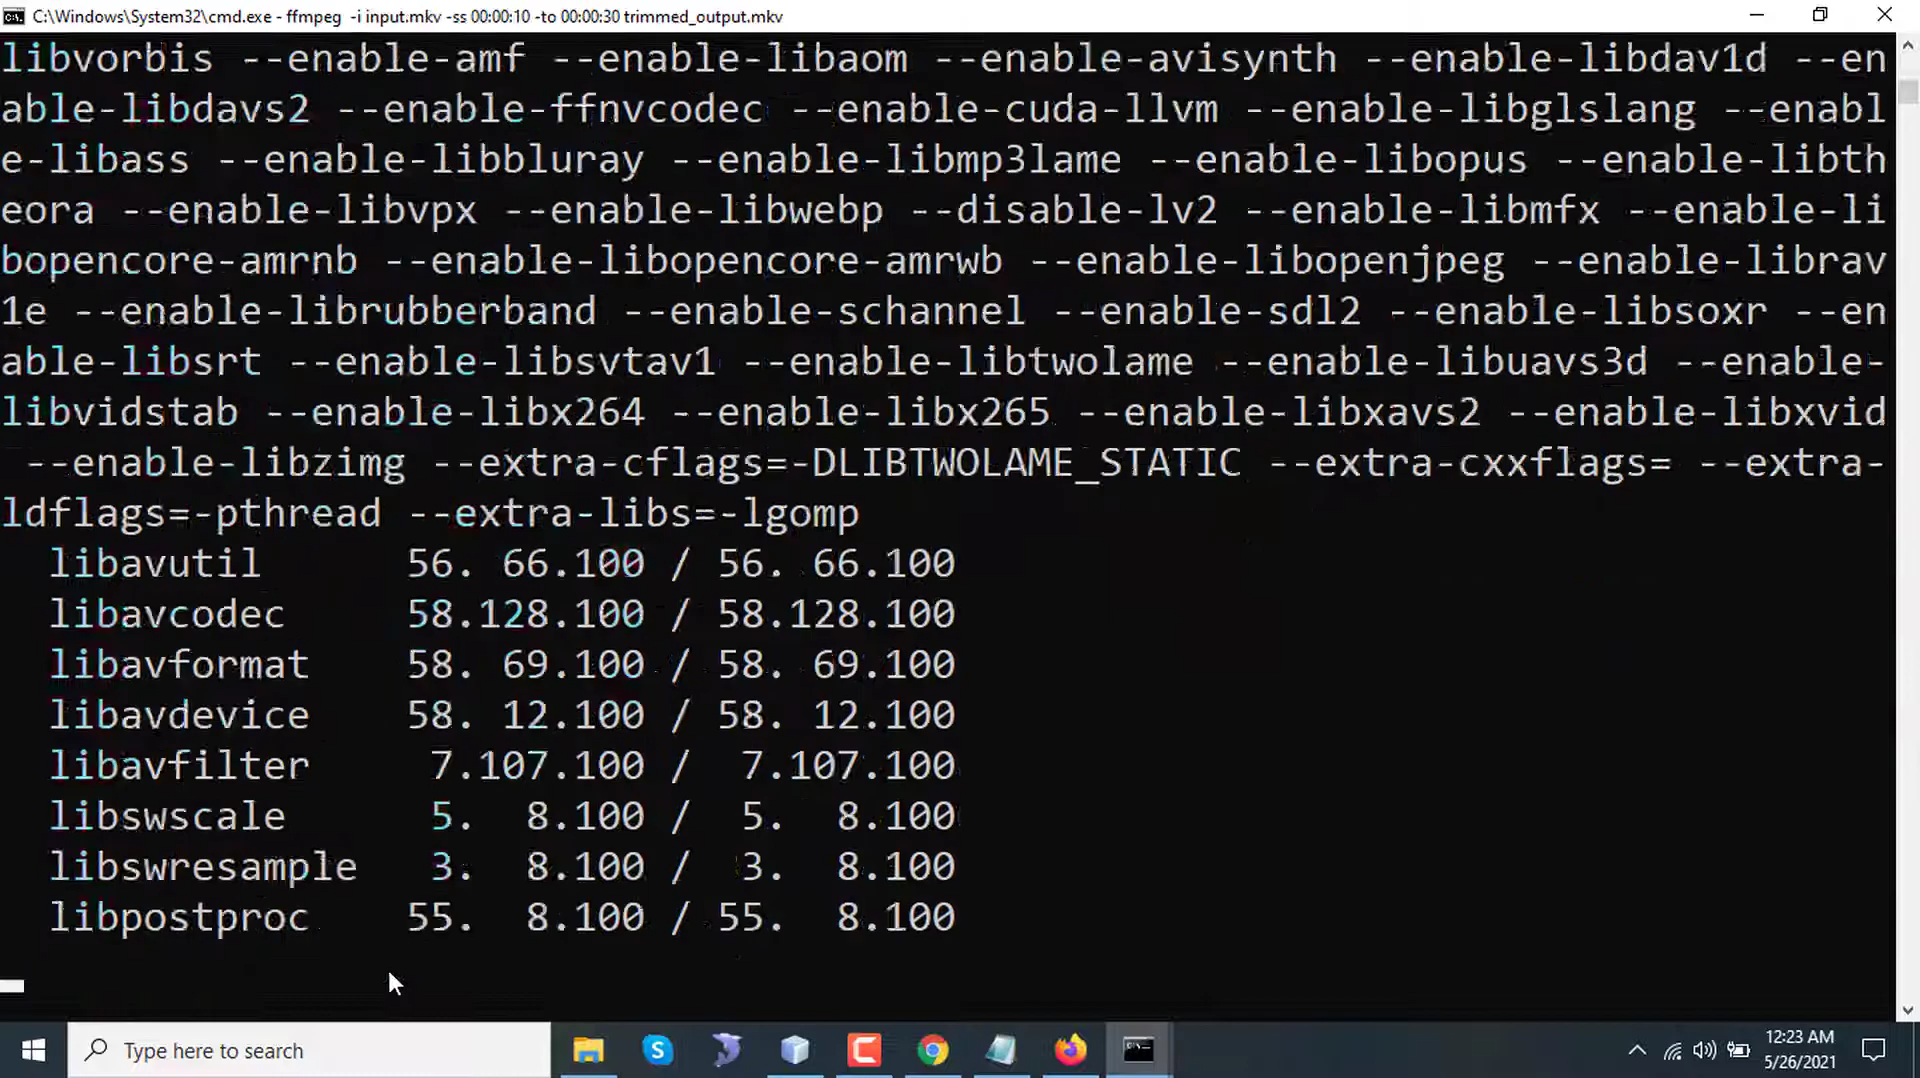 C:\Windows\System32\cmd.exe - ffmpeg  -i input.mkv -ss 00:00:10 -to 00:00:30 trimmed_output.mkv
libvorbis --enable-amf --enable-libaom --enable-avisynth --enable-libdav1d --en
able-libdavs2 --enable-ffnvcodec --enable-cuda-llvm --enable-libglslang --enabl
e-libass --enable-libbluray --enable-libmp3lame --enable-libopus --enable-libth
eora --enable-libvpx --enable-libwebp --disable-lv2 --enable-libmfx --enable-li
bopencore-amrnb --enable-libopencore-amrwb --enable-libopenjpeg --enable-librav
1e --enable-librubberband --enable-schannel --enable-sdl2 --enable-libsoxr --en
able-libsrt --enable-libsvtav1 --enable-libtwolame --enable-libuavs3d --enable-
libvidstab --enable-libx264 --enable-libx265 --enable-libxavs2 --enable-libxvid
 --enable-libzimg --extra-cflags=-DLIBTWOLAME_STATIC --extra-cxxflags= --extra-
ldflags=-pthread --extra-libs=-lgomp
  libavutil      56. 66.100 / 56. 66.100
  libavcodec     58.128.100 / 58.128.100
  libavformat    58. 69.100 / 58. 69.100
  libavdevice    58. 12.100 / 58. 12.100
  libavfilter     7.107.100 /  7.107.100
  libswscale      5.  8.100 /  5.  8.100
  libswresample   3.  8.100 /  3.  8.100
  libpostproc    55.  8.100 / 55.  8.100
Type here to search
12:23 AM
5/26/2021